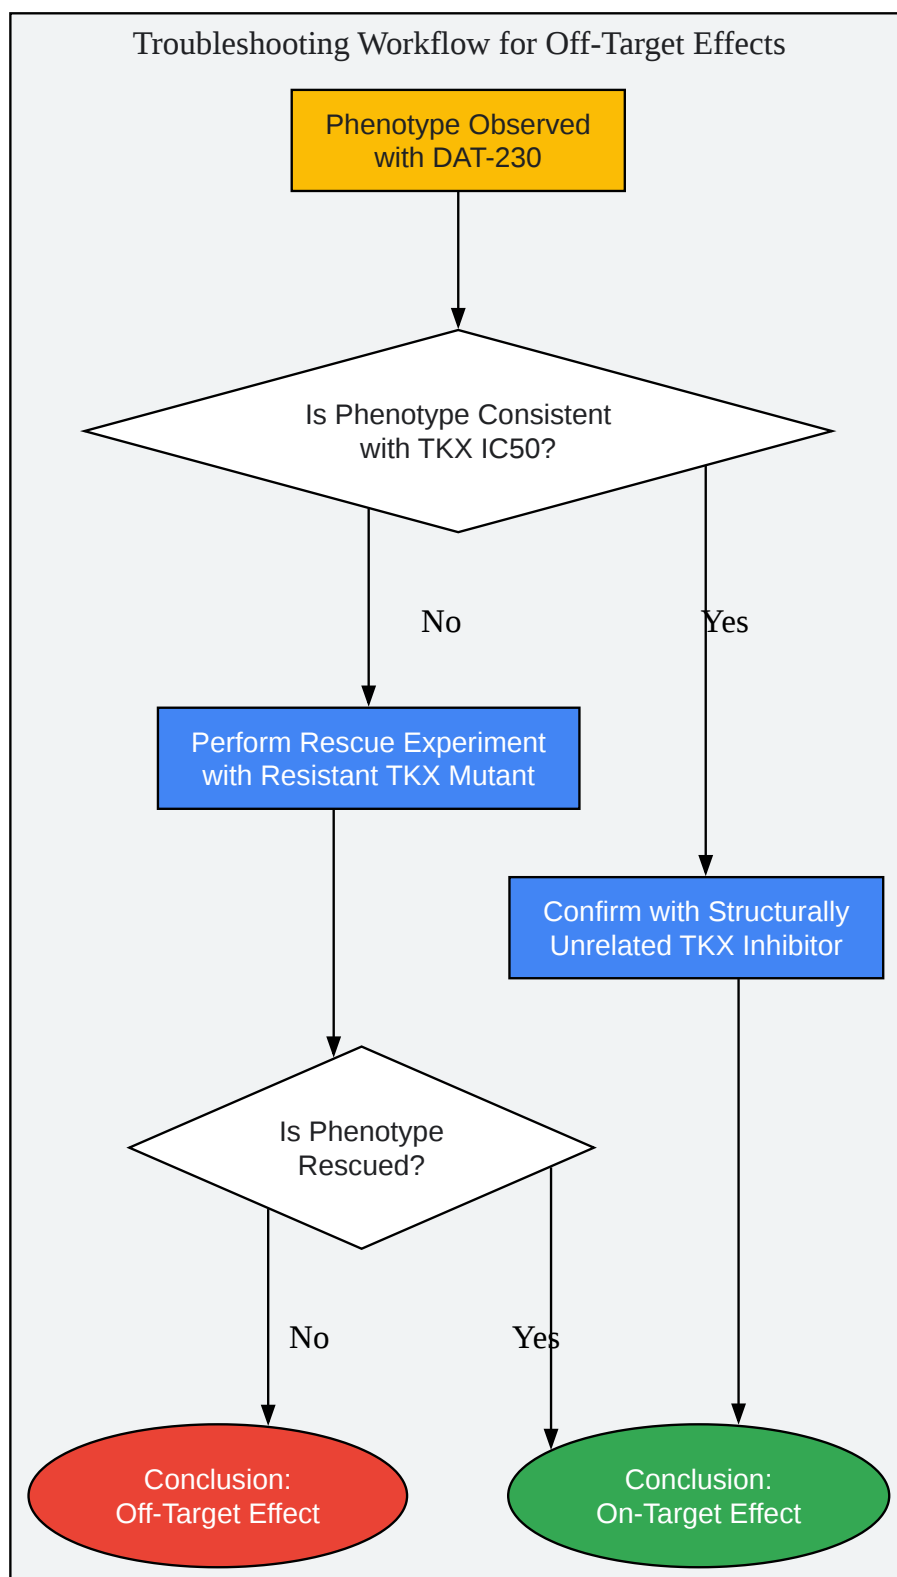 Troubleshooting Workflow for Off-Target Effects
Phenotype Observed
with DAT-230
Is Phenotype Consistent
with TKX IC50?
No
Yes
Perform Rescue Experiment
with Resistant TKX Mutant
Confirm with Structurally
Unrelated TKX Inhibitor
Is Phenotype
Rescued?
No
Yes
Conclusion:
Off-Target Effect
Conclusion:
On-Target Effect